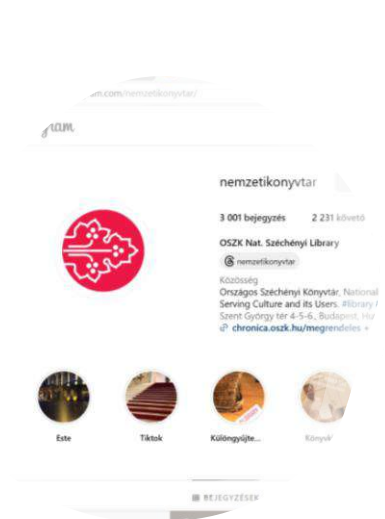 am.com/nemzetikonyvtar/
gram
nemzetikonyvtar
3 001 bejegyzés 2 231 követő
OSZK Nat. Széchényi Library
nemzetikonyvtar
Közösség
Országos Széchényi Könyvtár, National
Serving Culture and its Users. #library
Szent György tér 4-5-6., Budapest, Hu
chronica.oszk.hu/megrendeles
Este Tiktok Különgyűjte... Könyvk
BEJEGYZÉSEK